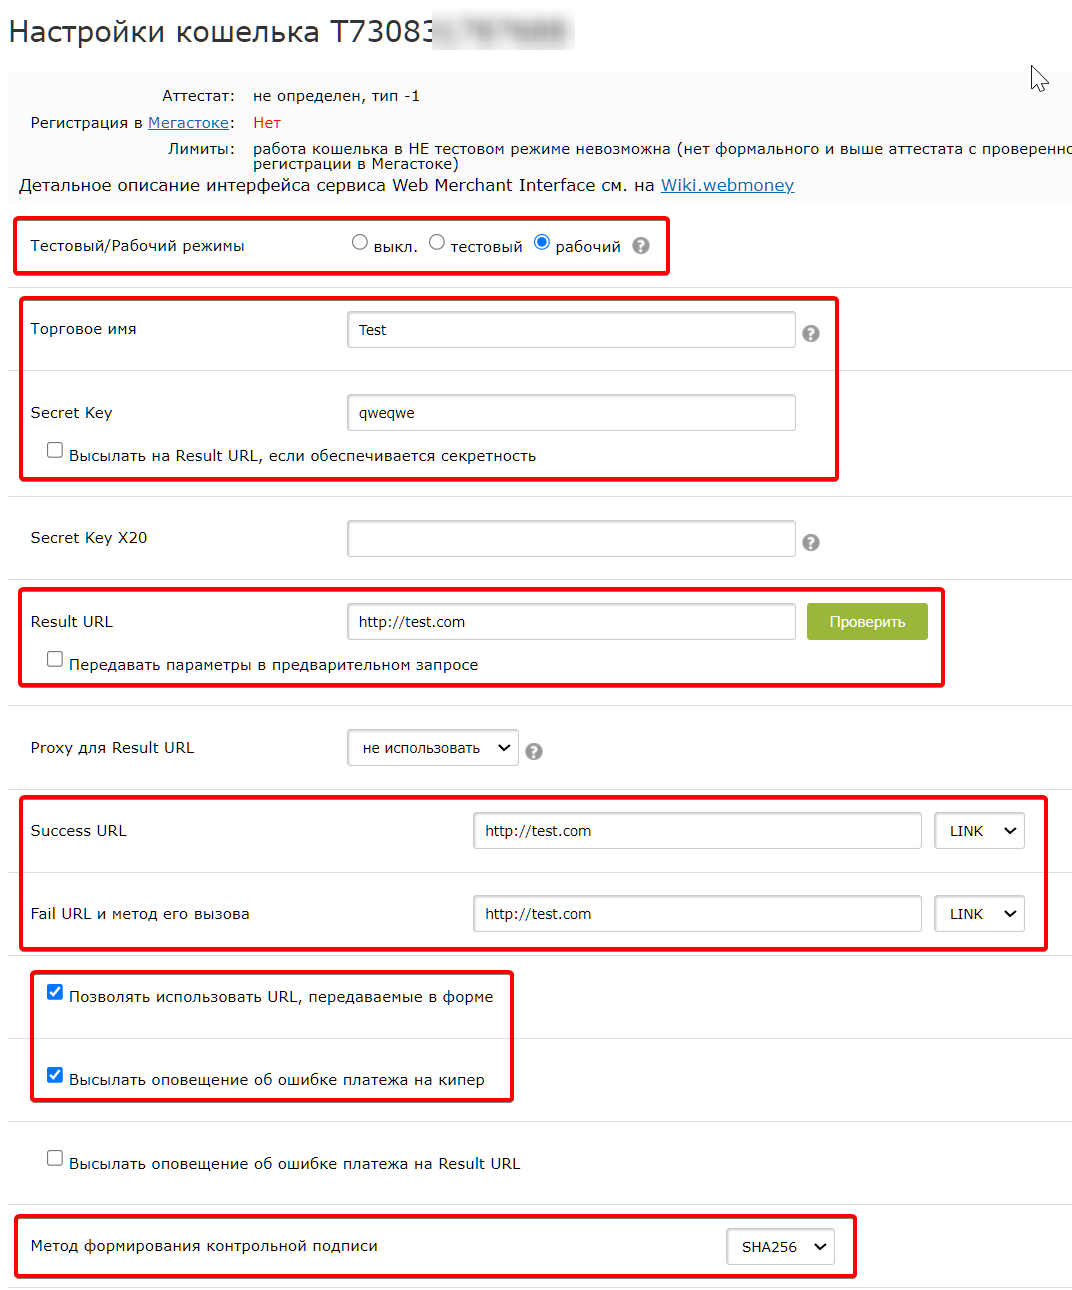 Настройки кошелька T73083
Аттестат: не определен, тип -1
Регистрация в Мегастоке: Нет
Лимиты: работа кошелька в НЕ тестовом режиме невозможна (нет формального и выше аттестата с проверенно
регистрации в Мегастоке)
Детальное описание интерфейса сервиса Web Merchant Interface см. на Wiki.webmoney
Тестовый/Рабочий режимы выкл. тестовый рабочий ?
Торговое имя Test ?
Secret Key qweqwe
Высылать на Result URL, если обеспечивается секретность
Secret Key X20 ?
Result URL http://test.com Проверить
Передавать параметры в предварительном запросе
Proxy для Result URL не использовать ?
Success URL http://test.com LINK
Fail URL и метод его вызова http://test.com LINK
Позволять использовать URL, передаваемые в форме
Высылать оповещение об ошибке платежа на кипер
Высылать оповещение об ошибке платежа на Result URL
Метод формирования контрольной подписи SHA256